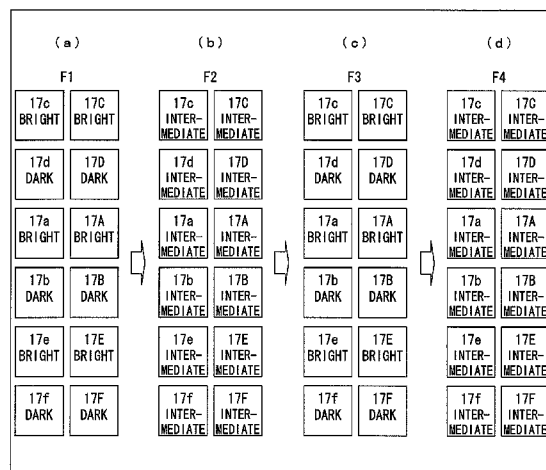 (a) (b) (c) (d)
F1 F2 F3 F4
17c 17C 17c 17C 17c 17C 17c 17C
BRIGHT BRIGHT INTER- INTER- BRIGHT BRIGHT INTER- INTER-
MEDIATE MEDIATE MEDIATE MEDIATE
17d 17D 17d 17D 17d 17D 17d 17D
DARK DARK INTER- INTER- DARK DARK INTER- INTER-
MEDIATE MEDIATE MEDIATE MEDIATE
17a 17A 17a 17A 17a 17A 17a 17A
BRIGHT BRIGHT INTER- INTER- BRIGHT BRIGHT INTER- INTER-
MEDIATE MEDIATE MEDIATE MEDIATE
17b 17B 17b 17B 17b 17B 17b 17B
DARK DARK INTER- INTER- DARK DARK INTER- INTER-
MEDIATE MEDIATE MEDIATE MEDIATE
17e 17E 17e 17E 17e 17E 17e 17E
BRIGHT BRIGHT INTER- INTER- BRIGHT BRIGHT INTER- INTER-
MEDIATE MEDIATE MEDIATE MEDIATE
17f 17F 17f 17F 17f 17F 17f 17F
DARK DARK INTER- INTER- DARK DARK INTER- INTER-
MEDIATE MEDIATE MEDIATE MEDIATE